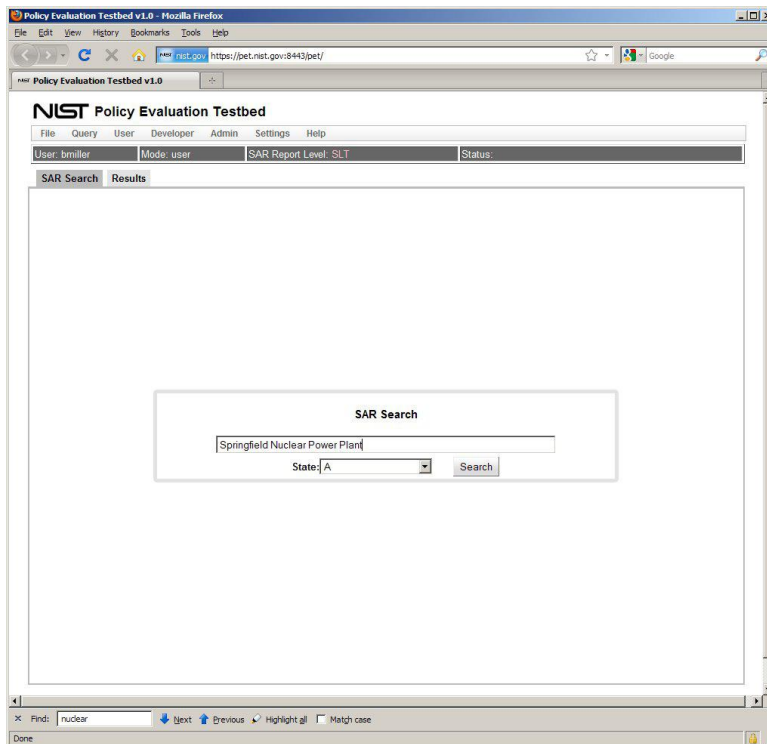 Policy Evaluation Testbed v1.0 - Mozilla Firefox
File Edit View History Bookmarks Tools Help
NIST nist.gov https://pet.nist.gov:8443/pet/ Google
NIST Policy Evaluation Testbed v1.0
NIST Policy Evaluation Testbed
File Query User Developer Admin Settings Help
User: bmiller Mode: user SAR Report Level: SLT Status:
SAR Search Results
SAR Search
Springfield Nuclear Power Plant
State: A Search
Find: nuclear Next Previous Highlight all Match case
Done